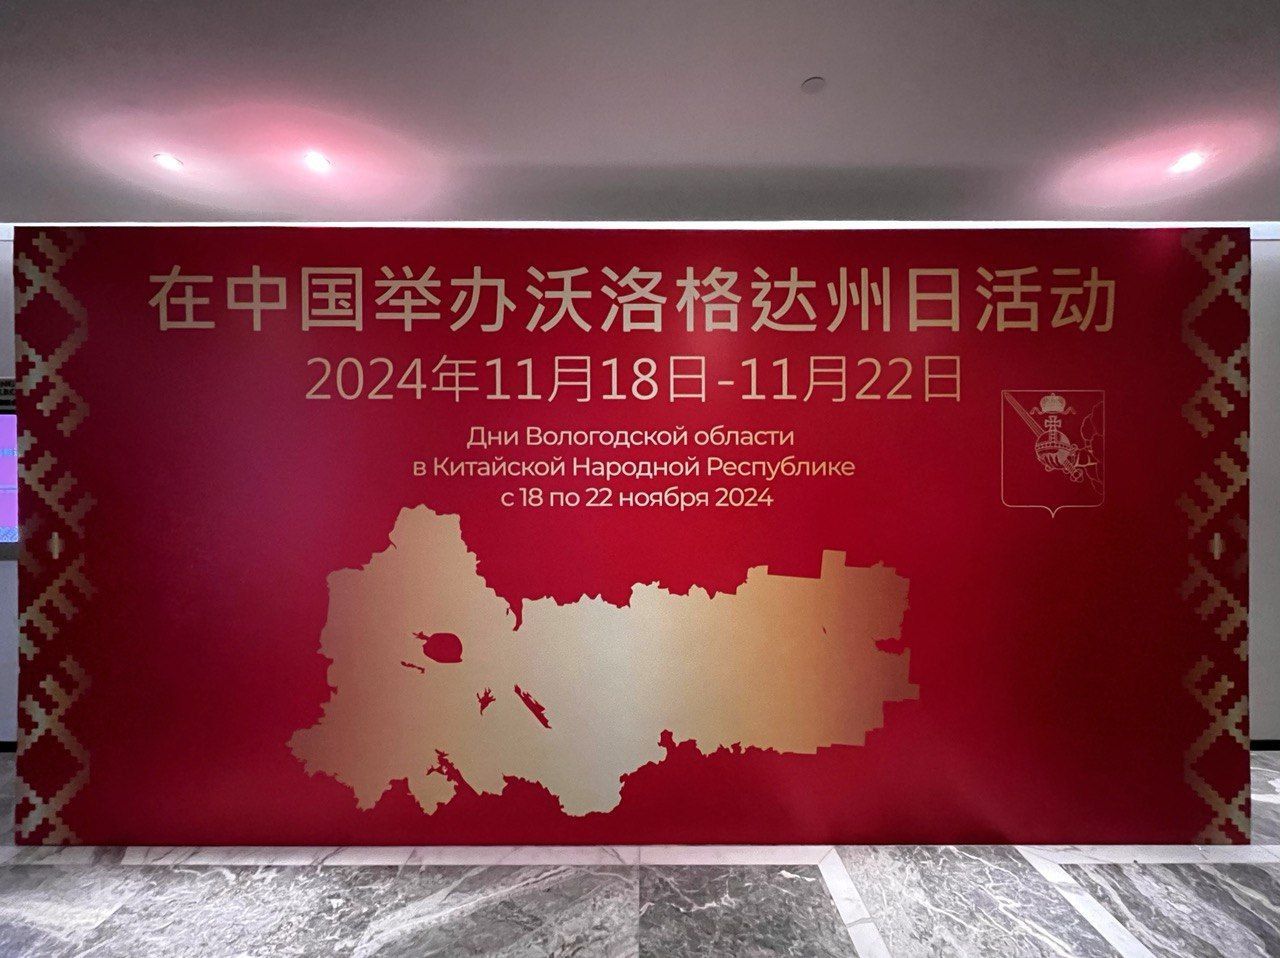 在中国举办沃洛格达州日活动
2024年11月18日-11月22日
Дни Вологодской области
в Китайской Народной Республике
с 18 по 22 ноября 2024